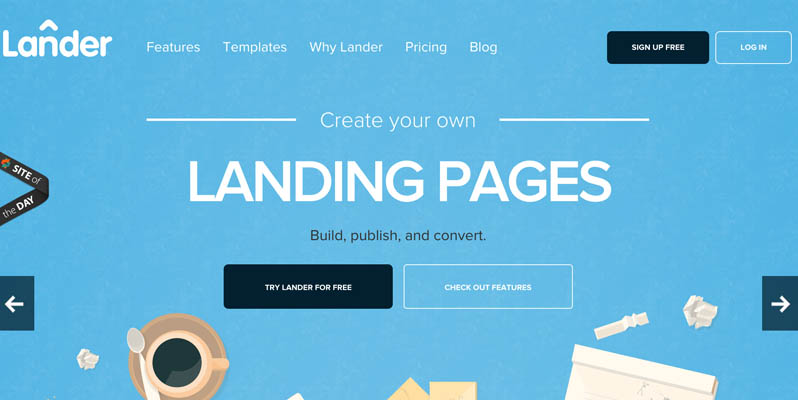 Lander
Features Templates Why Lander Pricing Blog
SIGN UP FREE
LOG IN
Create your own
LANDING PAGES
SITE of
the DAY
Build, publish, and convert.
TRY LANDER FOR FREE
CHECK OUT FEATURES